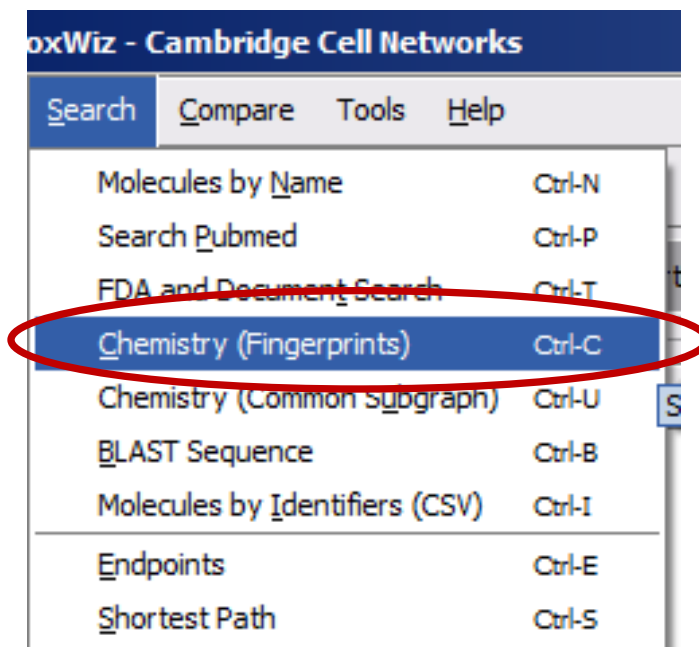 oxWiz - Cambridge Cell Networks
Search Compare Tools Help
Molecules by Name Ctrl-N
Search Pubmed Ctrl-P
FDA and Document Search Ctrl-T
Chemistry (Fingerprints) Ctrl-C
Chemistry (Common Subgraph) Ctrl-U
BLAST Sequence Ctrl-B
Molecules by Identifiers (CSV) Ctrl-I
Endpoints Ctrl-E
Shortest Path Ctrl-S